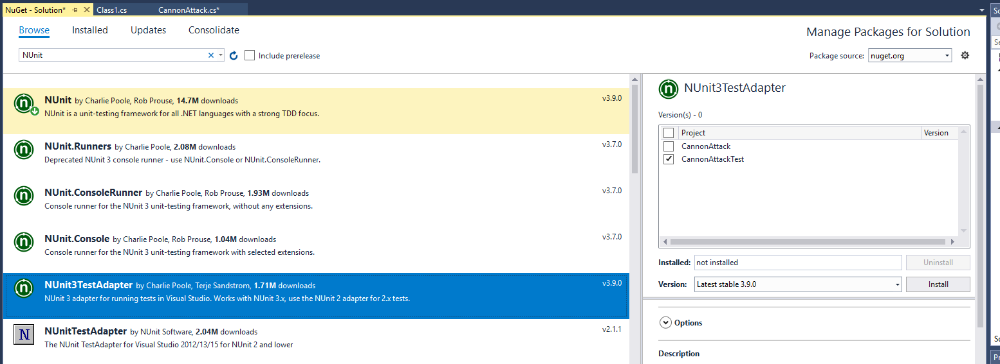 NuGet - Solution*
Class1.cs
CannonAttack.cs*
Browse
Installed
Updates
Consolidate
Manage Packages for Solution
NUnit
Include prerelease
Package source:
nuget.org
NUnit by Charlie Poole, Rob Prouse, 14.7M downloads
v3.9.0
NUnit is a unit-testing framework for all .NET languages with a strong TDD focus.
NUnit.Runners by Charlie Poole, 2.08M downloads
v3.7.0
Deprecated NUnit 3 console runner - use NUnit.Console or NUnit.ConsoleRunner.
NUnit.ConsoleRunner by Charlie Poole, Rob Prouse, 1.93M downloads
v3.7.0
Console runner for the NUnit 3 unit-testing framework, without any extensions.
NUnit.Console by Charlie Poole, Rob Prouse, 1.04M downloads
v3.7.0
Console runner for the NUnit 3 unit-testing framework with selected extensions.
NUnit3TestAdapter by Charlie Poole, Terje Sandstrom, 1.71M downloads
v3.9.0
NUnit 3 adapter for running tests in Visual Studio. Works with NUnit 3.x, use the NUnit 2 adapter for 2.x tests.
NUnitTestAdapter by NUnit Software, 2.04M downloads
v2.1.1
The NUnit TestAdapter for Visual Studio 2012/13/15 for NUnit 2 and lower
NUnit3TestAdapter
Version(s) - 0
Project
Version
CannonAttack
CannonAttackTest
Installed:
not installed
Uninstall
Version:
Latest stable 3.9.0
Install
Options
Description